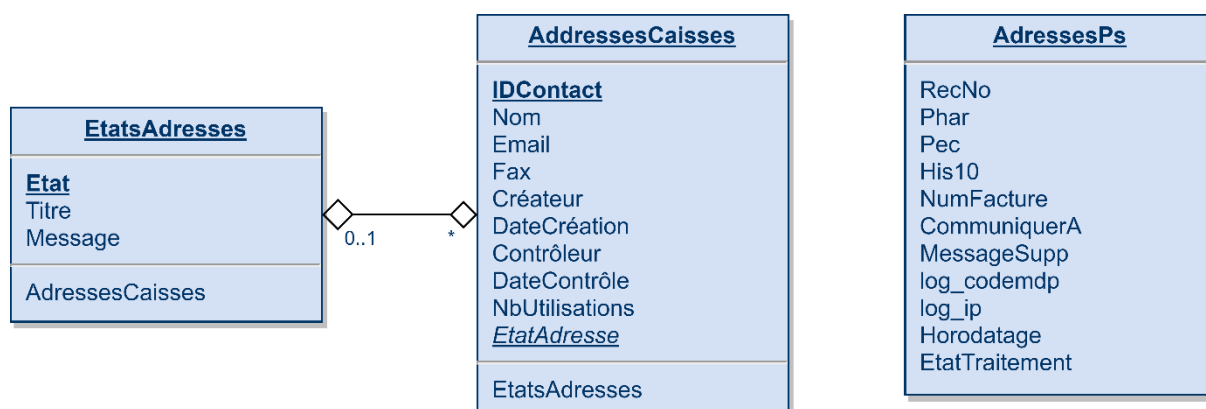 EtatsAdresses
Etat
Titre
Message
AdressesCaisses
0..1
*
AddressesCaisses
IDContact
Nom
Email
Fax
Créateur
DateCréation
Contrôleur
DateContrôle
NbUtilisations
EtatAdresse
EtatsAdresses
AdressesPs
RecNo
Phar
Pec
His10
NumFacture
CommuniquerA
MessageSupp
log_codemdp
log_ip
Horodatage
EtatTraitement